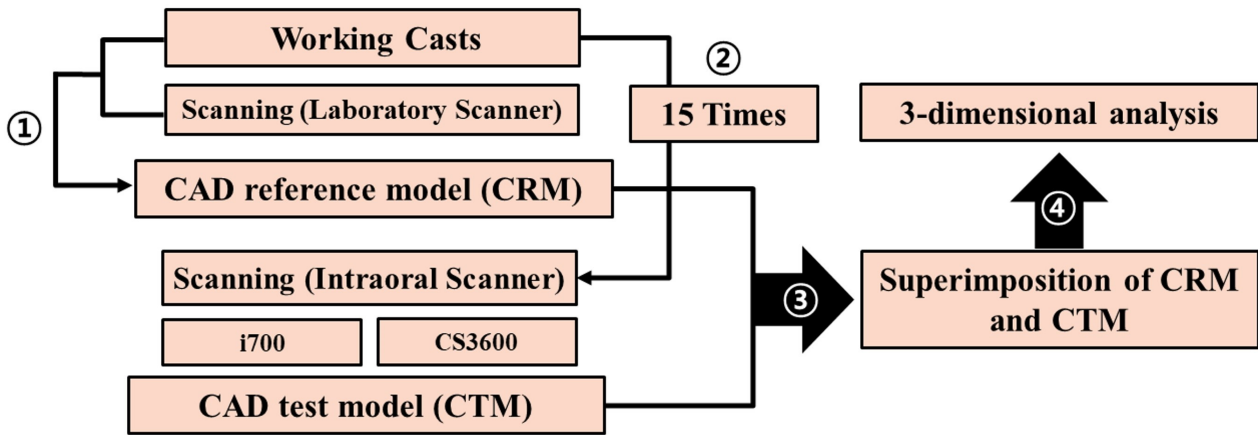 Working Casts
①
Scanning (Laboratory Scanner)
②
15 Times
CAD reference model (CRM)
Scanning (Intraoral Scanner)
i700
CS3600
CAD test model (CTM)
③
Superimposition of CRM
and CTM
④
3-dimensional analysis